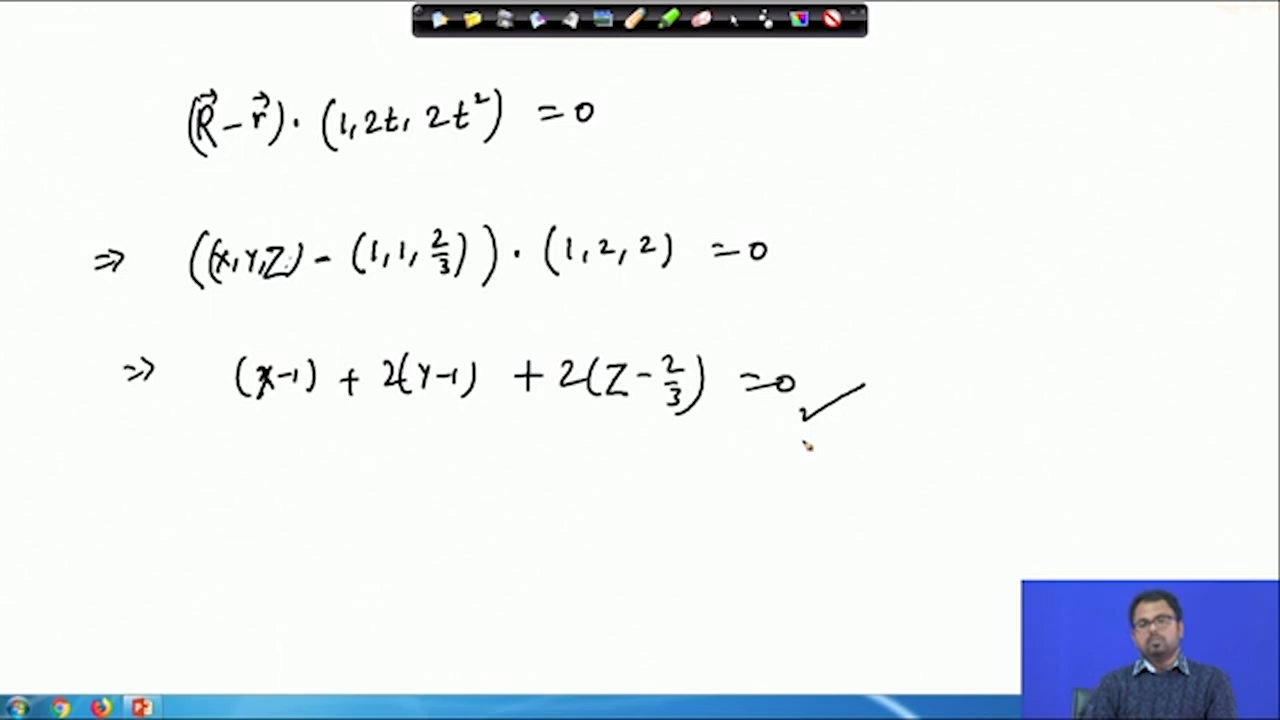 (R⃗ − r⃗) · (1, 2t, 2t²) = 0
⇒ ((X, Y, Z) − (1, 1, 2/3)) · (1, 2, 2) = 0
⇒ (X−1) + 2(Y−1) + 2(Z − 2/3) = 0 ✓